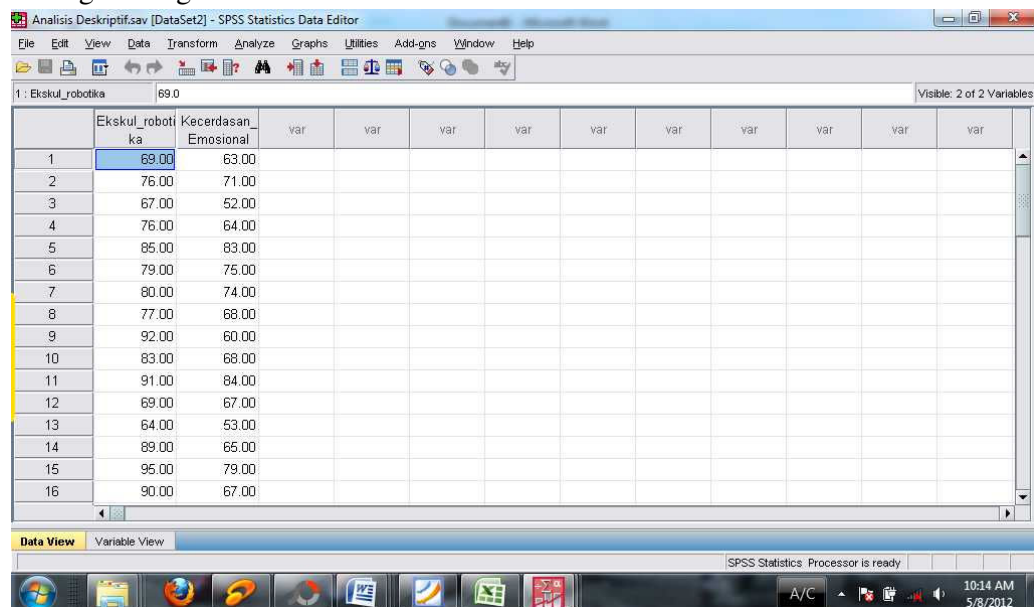 Analisis Deskriptif.sav [DataSet2] - SPSS Statistics Data Editor
File Edit View Data Transform Analyze Graphs Utilities Add-ons Window Help
1 : Ekskul_robotika 69.0 Visible: 2 of 2 Variables
Ekskul_roboti Kecerdasan_ var var var var var var var var var var
ka Emosional
1 69.00 63.00
2 76.00 71.00
3 67.00 52.00
4 76.00 64.00
5 85.00 83.00
6 79.00 75.00
7 80.00 74.00
8 77.00 68.00
9 92.00 60.00
10 83.00 68.00
11 91.00 84.00
12 69.00 67.00
13 64.00 53.00
14 89.00 65.00
15 95.00 79.00
16 90.00 67.00
Data View Variable View
SPSS Statistics Processor is ready
A/C 10:14 AM
5/8/2012